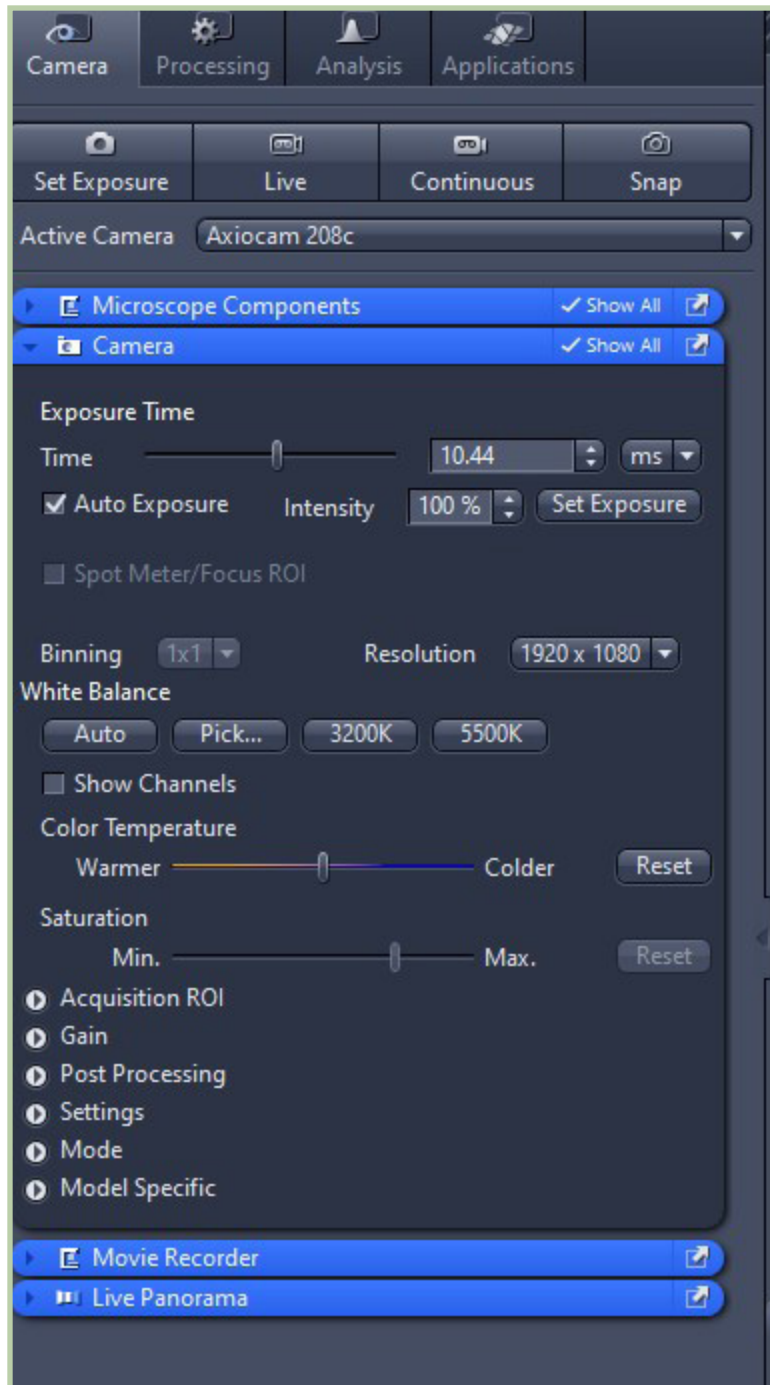 Camera Processing Analysis Applications
Set Exposure Live Continuous Snap
Active Camera Axiocam 208c
Microscope Components Show All
Camera Show All
Exposure Time
Time 10.44 ms
Auto Exposure Intensity 100 % Set Exposure
Spot Meter/Focus ROI
Binning 1x1 Resolution 1920 x 1080
White Balance
Auto Pick... 3200K 5500K
Show Channels
Color Temperature
Warmer Colder Reset
Saturation
Min. Max. Reset
Acquisition ROI
Gain
Post Processing
Settings
Mode
Model Specific
Movie Recorder
Live Panorama